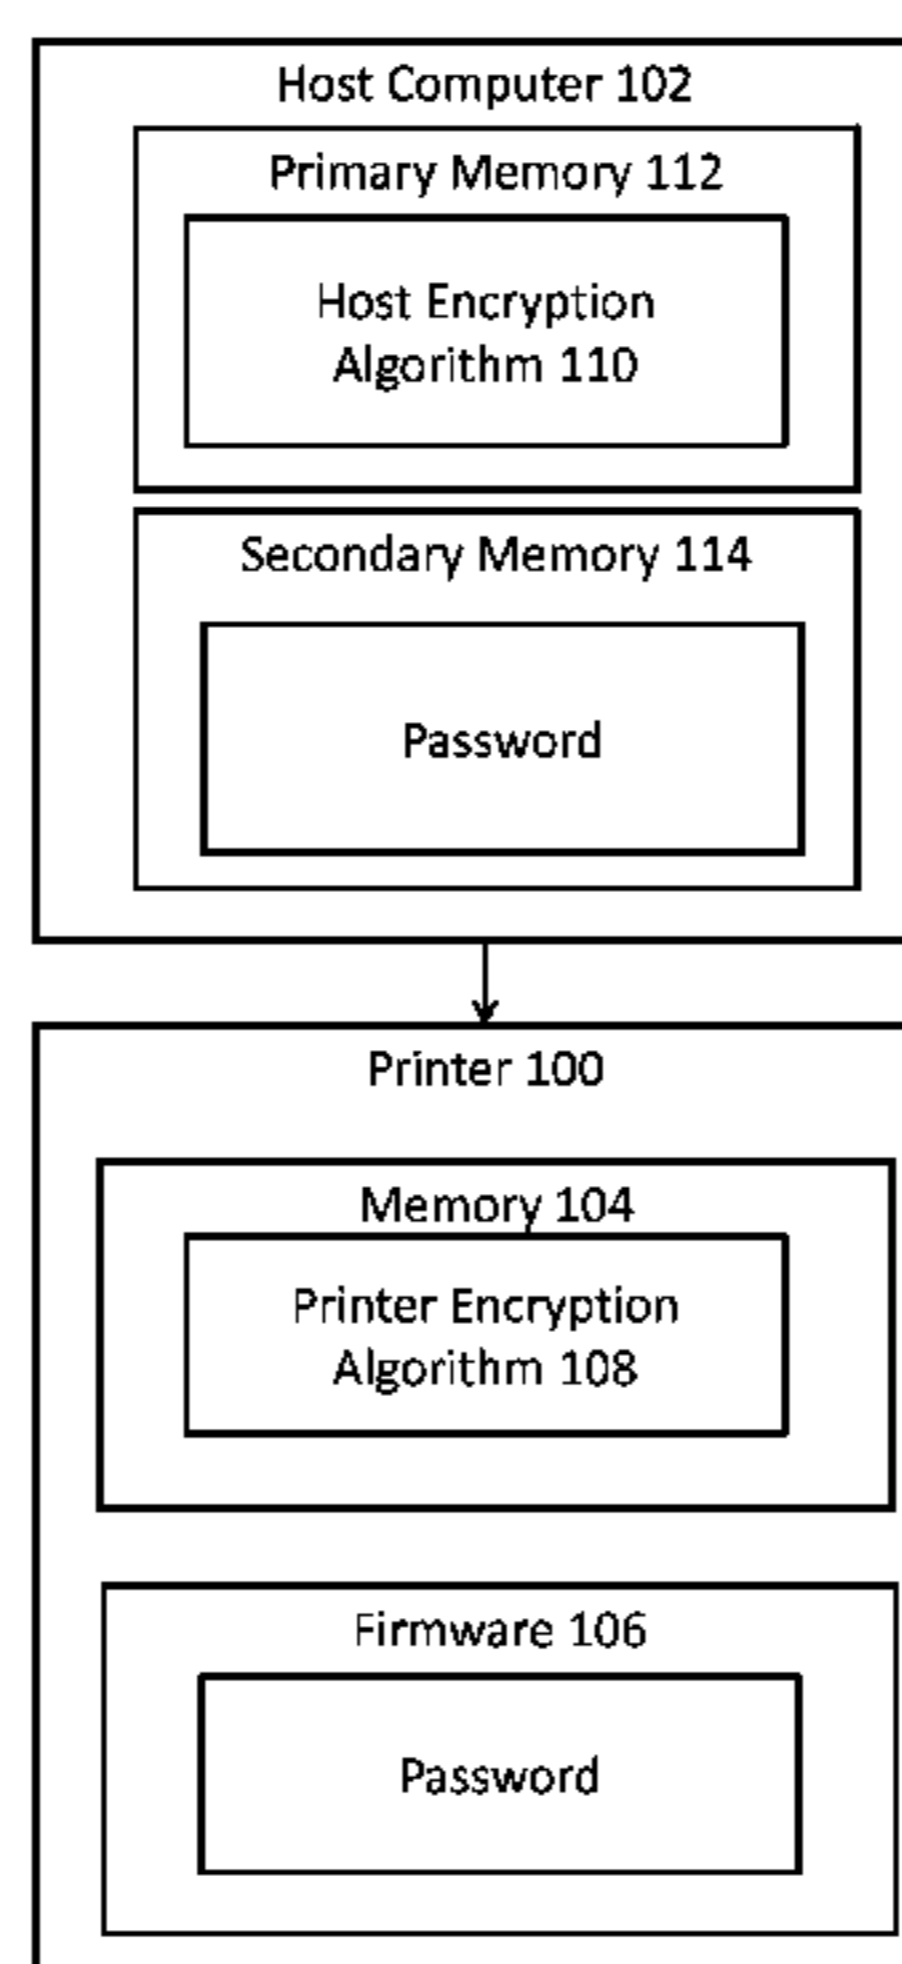 Host Computer 102
Primary Memory 112
Host Encryption
Algorithm 110
Secondary Memory 114
Password
Printer 100
Memory 104
Printer Encryption
Algorithm 108
Firmware 106
Password